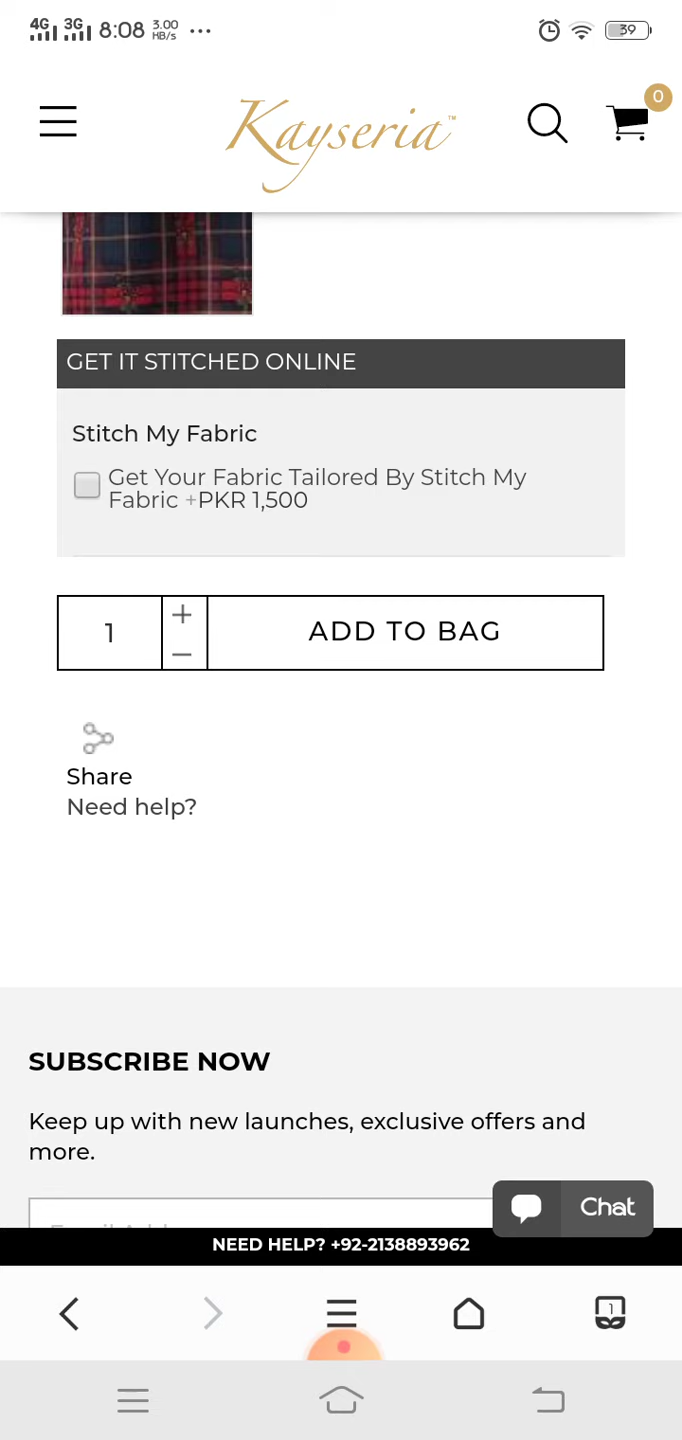 4G 3G 8:08 3.00 HB/s ... 39
0
Kayseria™
GET IT STITCHED ONLINE
Stitch My Fabric
Get Your Fabric Tailored By Stitch My
Fabric +PKR 1,500
1 + − ADD TO BAG
Share
Need help?
SUBSCRIBE NOW
Keep up with new launches, exclusive offers and
more.
Chat
NEED HELP? +92-2138893962
1